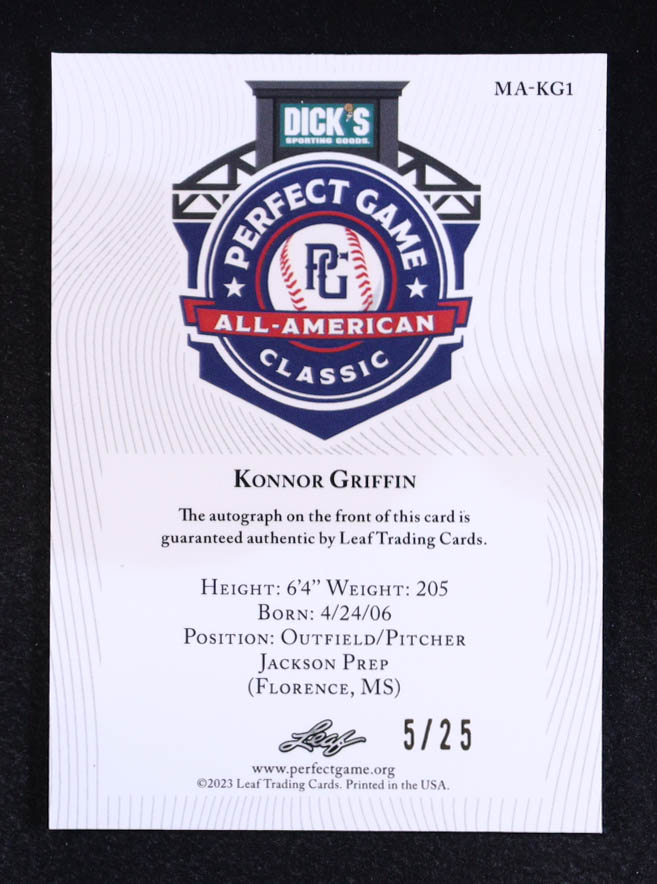 MA-KG1
DICK'S
SPORTING GOODS.
PERFECT GAME
PG
ALL-AMERICAN
CLASSIC
KONNOR GRIFFIN
The autograph on the front of this card is
guaranteed authentic by Leaf Trading Cards.
HEIGHT: 6'4" WEIGHT: 205
BORN: 4/24/06
POSITION: OUTFIELD/PITCHER
JACKSON PREP
(FLORENCE, MS)
Leaf 5/25
www.perfectgame.org
©2023 Leaf Trading Cards. Printed in the USA.